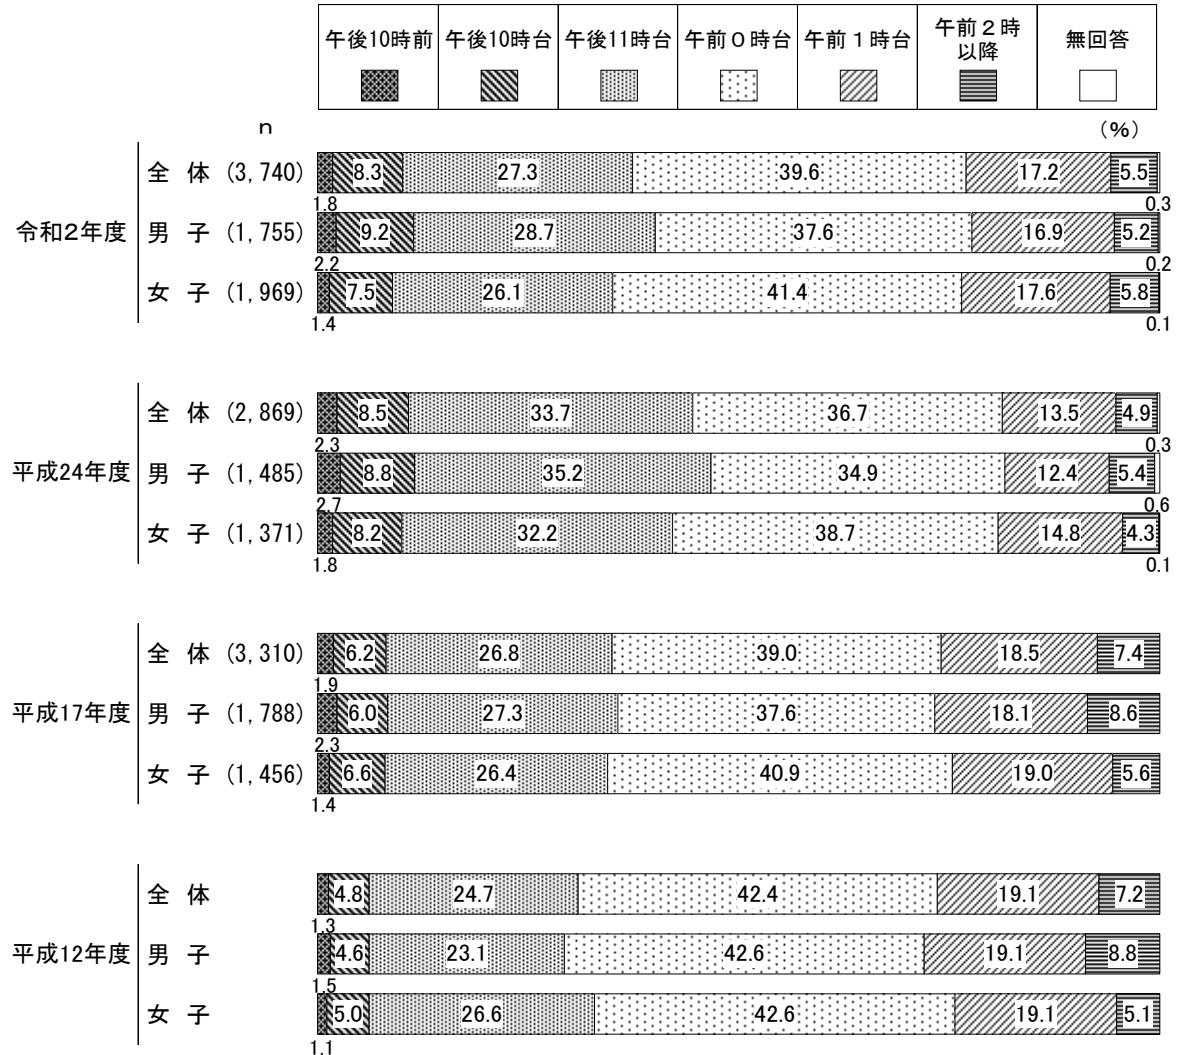 午後10時前 午後10時台 午後11時台 午前０時台 午前１時台 午前２時以降 無回答
ｎ (%)
令和2年度
全体 (3,740) 8.3 27.3 39.6 17.2 5.5
1.8 0.3
男子 (1,755) 9.2 28.7 37.6 16.9 5.2
2.2 0.2
女子 (1,969) 7.5 26.1 41.4 17.6 5.8
1.4 0.1
平成24年度
全体 (2,869) 8.5 33.7 36.7 13.5 4.9
2.3 0.3
男子 (1,485) 8.8 35.2 34.9 12.4 5.4
2.7 0.6
女子 (1,371) 8.2 32.2 38.7 14.8 4.3
1.8 0.1
平成17年度
全体 (3,310) 6.2 26.8 39.0 18.5 7.4
1.9
男子 (1,788) 6.0 27.3 37.6 18.1 8.6
2.3
女子 (1,456) 6.6 26.4 40.9 19.0 5.6
1.4
平成12年度
全体 4.8 24.7 42.4 19.1 7.2
1.3
男子 4.6 23.1 42.6 19.1 8.8
1.5
女子 5.0 26.6 42.6 19.1 5.1
1.1